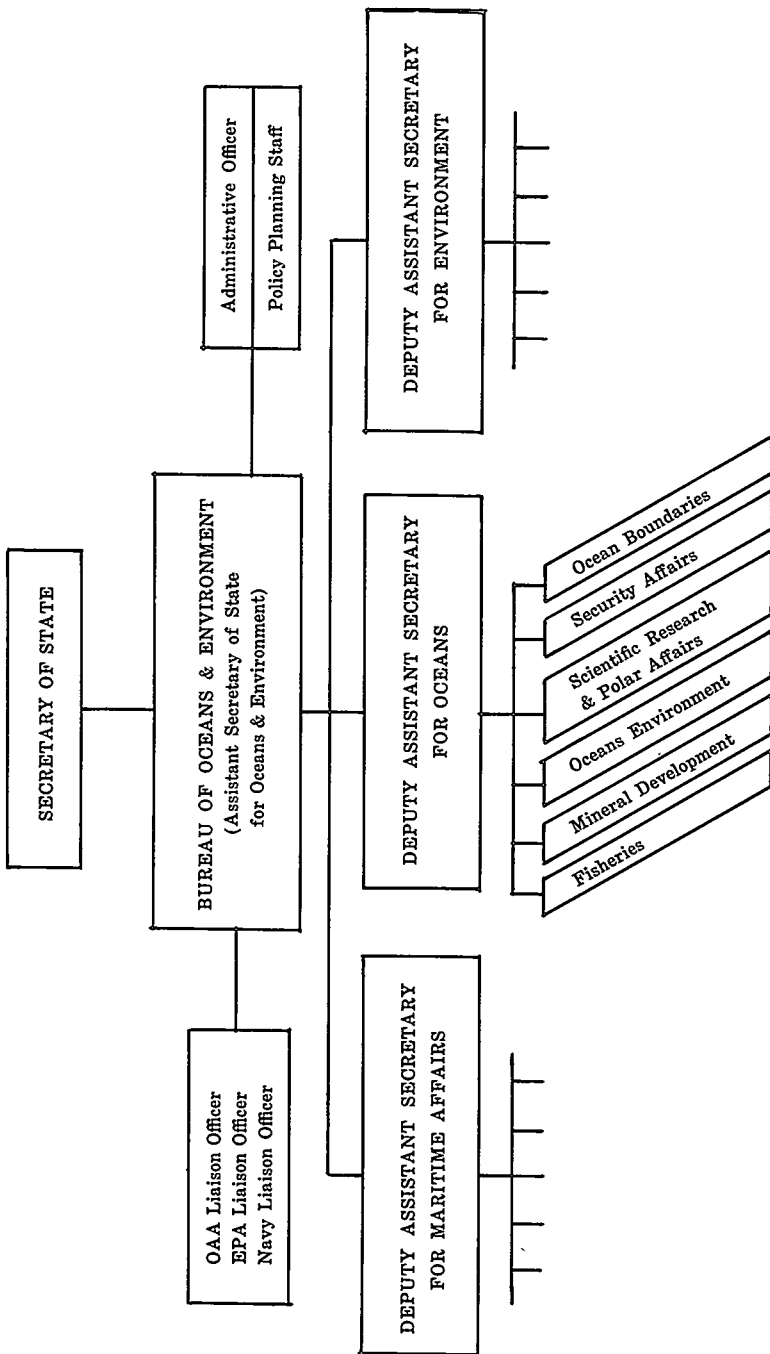 SECRETARY OF STATE
OAA Liaison Officer
EPA Liaison Officer
Navy Liaison Officer
BUREAU OF OCEANS & ENVIRONMENT
(Assistant Secretary of State
for Oceans & Environment)
Administrative Officer
Policy Planning Staff
DEPUTY ASSISTANT SECRETARY
FOR MARITIME AFFAIRS
DEPUTY ASSISTANT SECRETARY
FOR OCEANS
DEPUTY ASSISTANT SECRETARY
FOR ENVIRONMENT
Fisheries
Mineral Development
Oceans Environment
Scientific Research
& Polar Affairs
Security Affairs
Ocean Boundaries